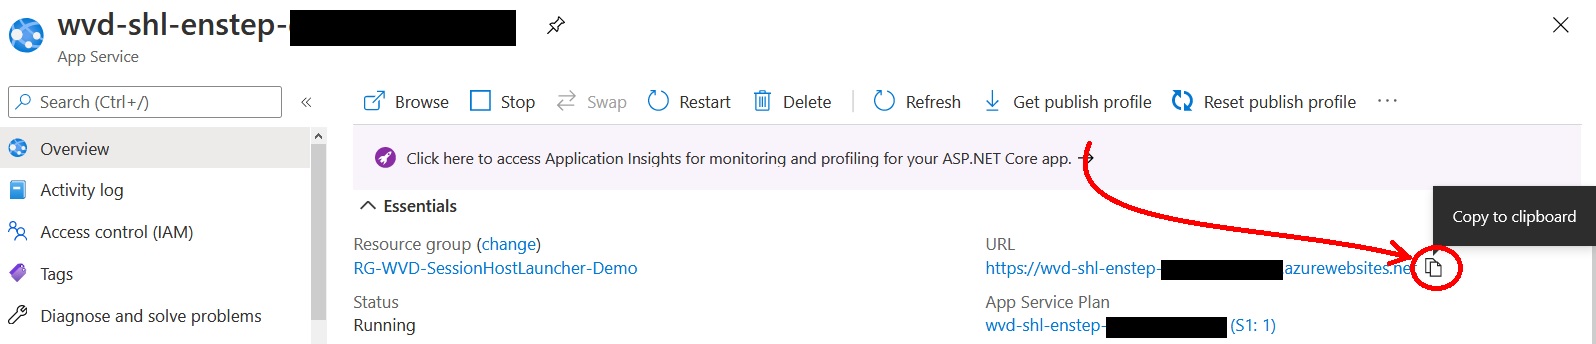 wvd-shl-enstep-
App Service
Search (Ctrl+/)
«
Browse
Stop
Swap
Restart
Delete
Refresh
Get publish profile
Reset publish profile
...
Overview
Activity log
Access control (IAM)
Tags
Diagnose and solve problems
Click here to access Application Insights for monitoring and profiling for your ASP.NET Core app. →
Essentials
Resource group (change)
RG-WVD-SessionHostLauncher-Demo
Status
Running
URL
https://wvd-shl-enstep- azurewebsites.ne
App Service Plan
wvd-shl-enstep- (S1: 1)
Copy to clipboard